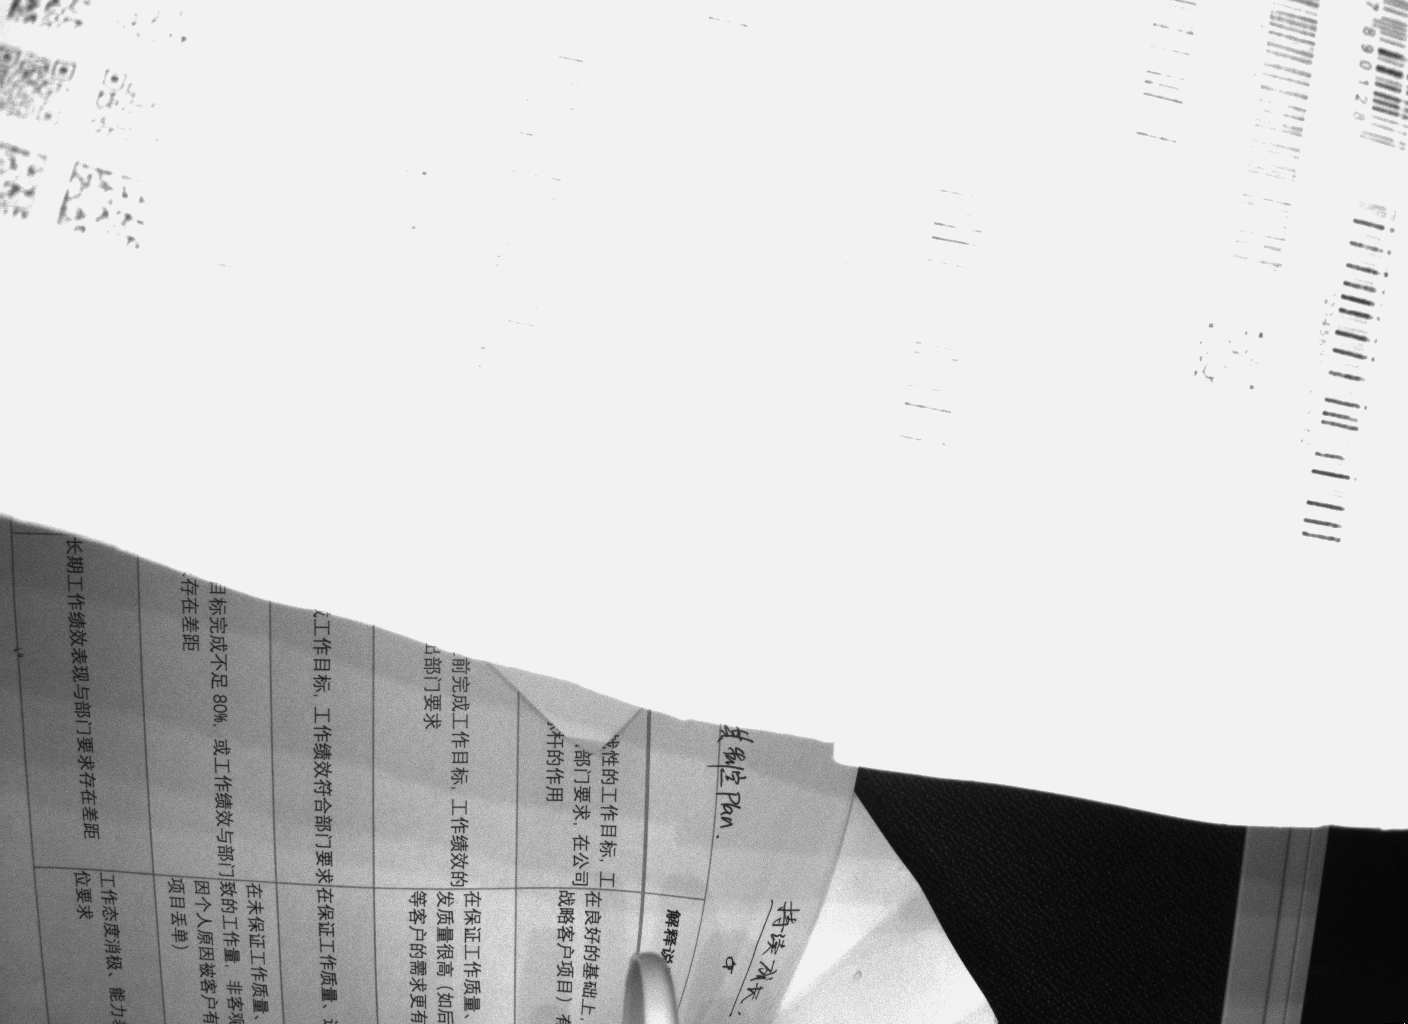 7890128
Plan.
持续成长.
解释说
战性的工作目标, 工
部门要求, 在公司
杆的作用
在良好的基础上,
战略客户项目) 有
前完成工作目标, 工作绩效的
出部门要求
在保证工作质量、
发质量很高 (如后
等客户的需求更有
成工作目标, 工作绩效符合部门要求
在保证工作质量、
目标完成不足 80%, 或工作绩效与部门
存在差距
在未保证工作质量、
致的工作量, 非客观
因个人原因被客户有
项目丢单)
长期工作绩效表现与部门要求存在差距
工作态度消极、能力
位要求